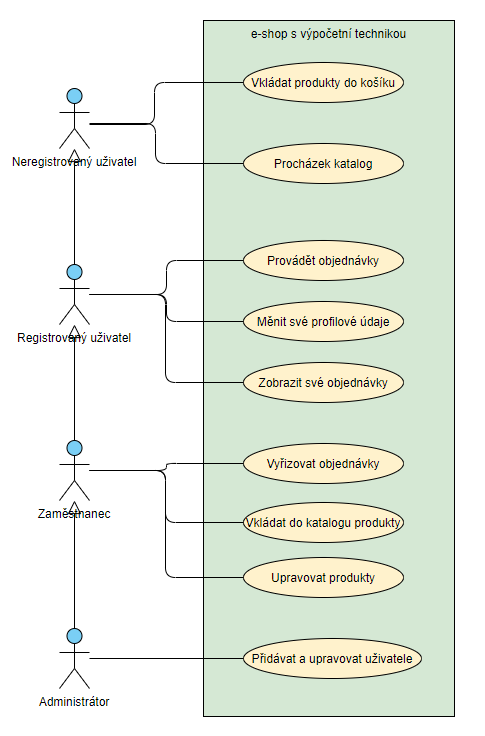 e-shop s výpočetní technikou
Vkládat produkty do košíku
Neregistrovaný uživatel
Procházek katalog
Provádět objednávky
Měnit své profilové údaje
Registrovaný uživatel
Zobrazit své objednávky
Vyřizovat objednávky
Zaměstnanec
Vkládat do katalogu produkty
Upravovat produkty
Přidávat a upravovat uživatele
Administrátor